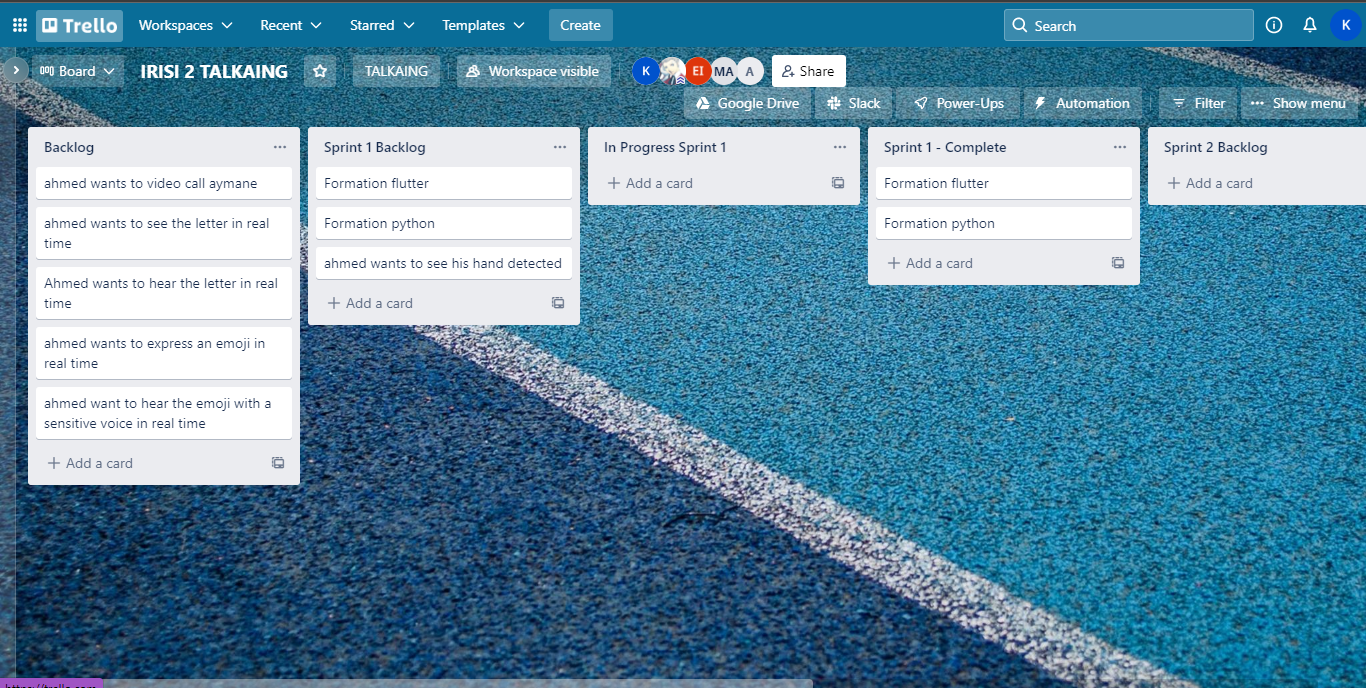 Trello
Workspaces
Recent
Starred
Templates
Create
Search
K
Board
IRISI 2 TALKAING
TALKAING
Workspace visible
K
EI
MA
A
Share
Google Drive
Slack
Power-Ups
Automation
Filter
Show menu
Backlog
ahmed wants to video call aymane
ahmed wants to see the letter in real
time
Ahmed wants to hear the letter in real
time
ahmed wants to express an emoji in
real time
ahmed want to hear the emoji with a
sensitive voice in real time
Add a card
Sprint 1 Backlog
Formation flutter
Formation python
ahmed wants to see his hand detected
Add a card
In Progress Sprint 1
Add a card
Sprint 1 - Complete
Formation flutter
Formation python
Add a card
Sprint 2 Backlog
Add a card
https://trello.com